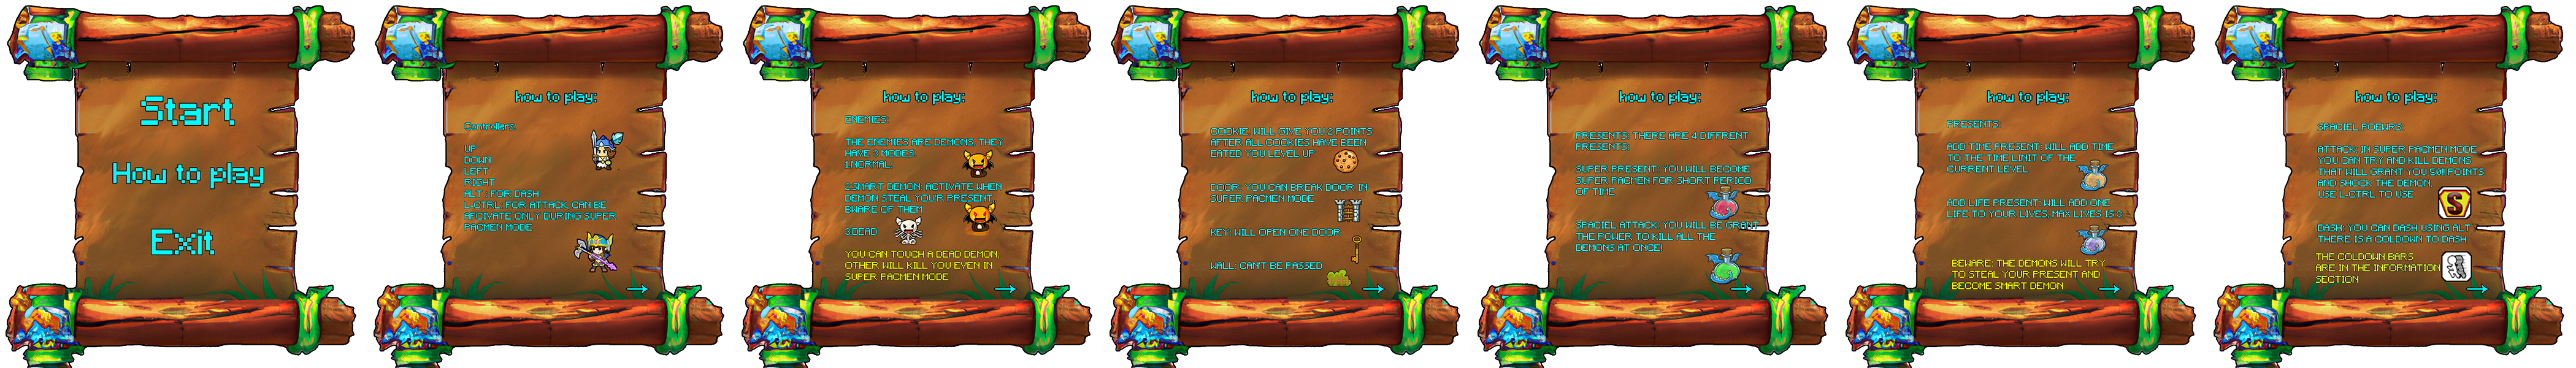 Start
How to play
Exit
how to play:
Controllers:
UP
DOWN
LEFT
RIGHT
ALT : FOR DASH
L-CTRL: FOR ATTACK, CAN BE
AFCIVATE ONLY DURING SUPER
PACMEN MODE
how to play:
ENEMIES:
THE ENEMIES ARE DEMONS, THEY
HAVE 3 MODES:
1.NORMAL:
2.SMART DEMON: ACTIVATE WHEN
DEMON STEAL YOUR PRESENT,
BWARE OF THEM
3.DEAD
YOU CAN TOUCH A DEAD DEMON,
OTHER WILL KILL YOU EVEN IN
SUPER PACMEN MODE
how to play:
COOKIE: WILL GIVE YOU 2 POINTS
AFTER ALL COOKIES HAVE BEEN
EATED YOU LEVEL UP
DOOR: YOU CAN BREAK DOOR IN
SUPER PACMEN MODE
KEY: WILL OPEN ONE DOOR
WALL: CAN'T BE PASSED
how to play:
PRESENTS: THERE ARE 4 DIFFRENT
PRESENTS:
SUPER PRESENT: YOU WILL BECOME
SUPER PACMEN FOR SHORT PERIOD
OF TIME
SPACIEL ATTACK: YOU WILL BE GRANT
THE POWER TO KILL ALL THE
DEMONS AT ONCE!
how to play:
PRESENTS:
ADD TIME PRESENT: WILL ADD TIME
TO THE TIME LINIT OF THE
CURRENT LEVEL
ADD LIFE PRESENT: WILL ADD ONE
LIFE TO YOUR LIVES, MAX LIVES IS 3
BEWARE: THE DEMONS WILL TRY
TO STEAL YOUR PRESENT AND
BECOME SMART DEMON
how to play:
SPACIEL POEWRS:
ATTACK: IN SUPER PACMEN MODE
YOU CAN TRY AND KILL DEMONS
THAT WILL GRANT YOU POINTS
AND SHOCK THE DEMON.
USE L-CTRL TO USE
S
DASH: YOU CAN DASH USING ALT
THERE IS A COLDOWN TO DASH
THE COLDOWN BARS
ARE IN THE INFORMATION
SECTION